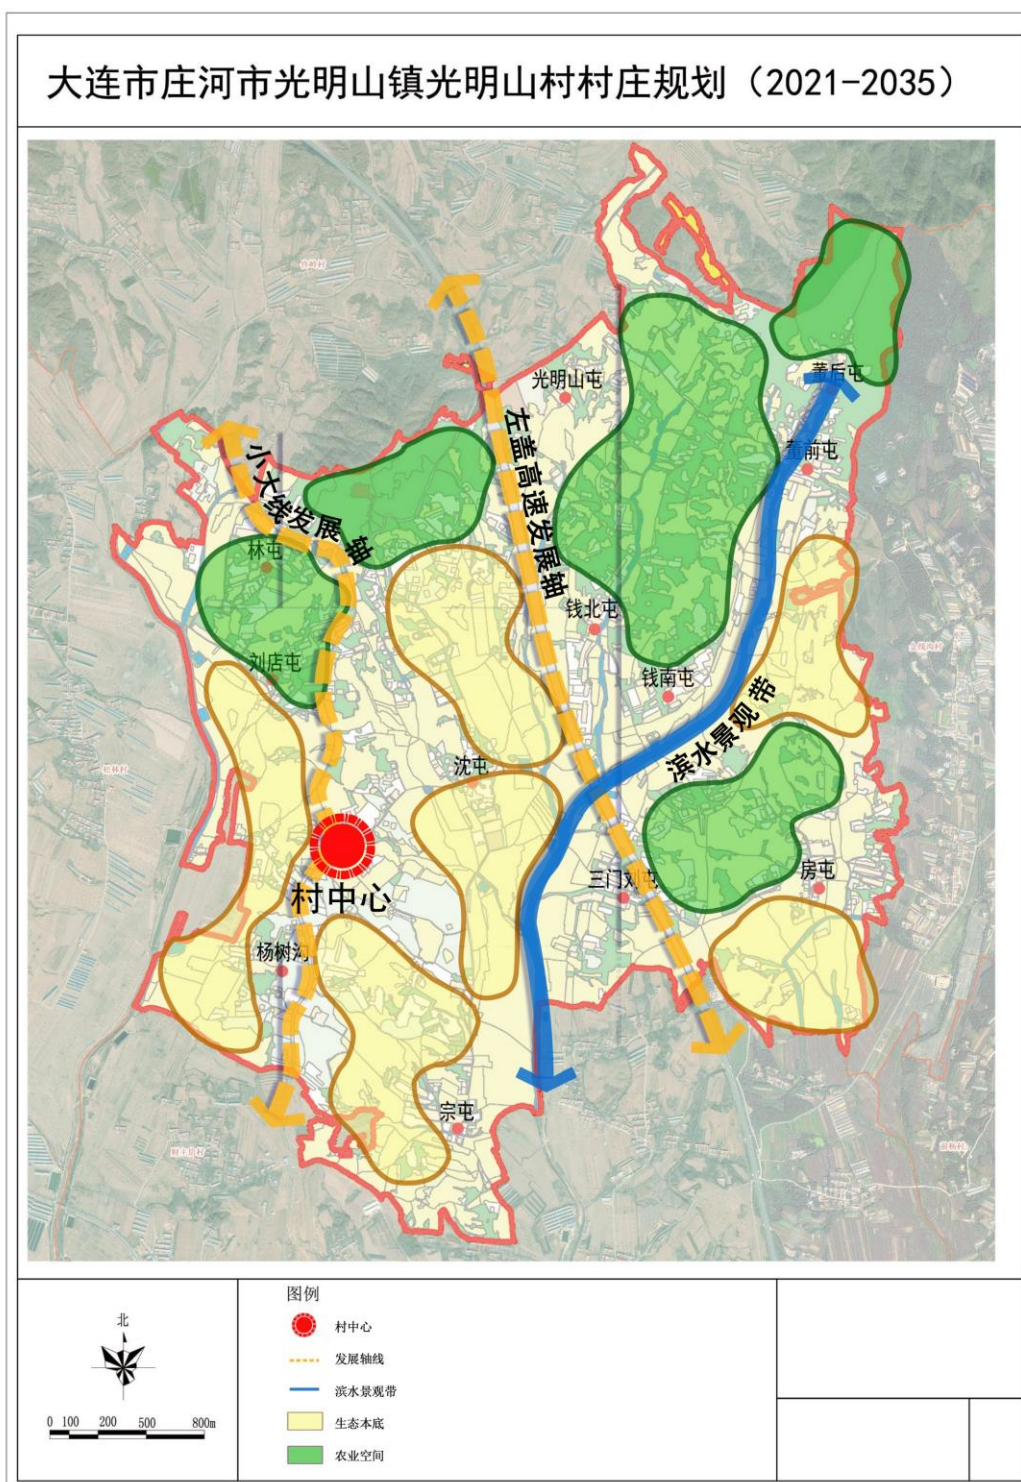 大连市庄河市光明山镇光明山村村庄规划（2021-2035）
光明山屯
董后屯
董前屯
小大线发展轴
左盖高速发展轴
林屯
钱北屯
刘店屯
钱南屯
滨水景观带
沈屯
三门刘屯
房屯
村中心
杨树沟
宗屯
北
0 100 200 500 800m
图例
村中心
发展轴线
滨水景观带
生态本底
农业空间